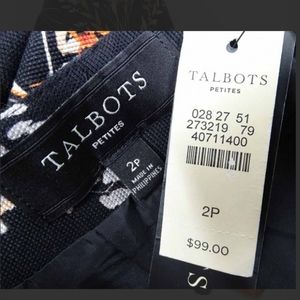 TALBOTS
PETITES
2P
MADE IN
PHILIPPINES
TALBOTS
PETITES
028 27 51
273219 79
40711400
2P
$99.00